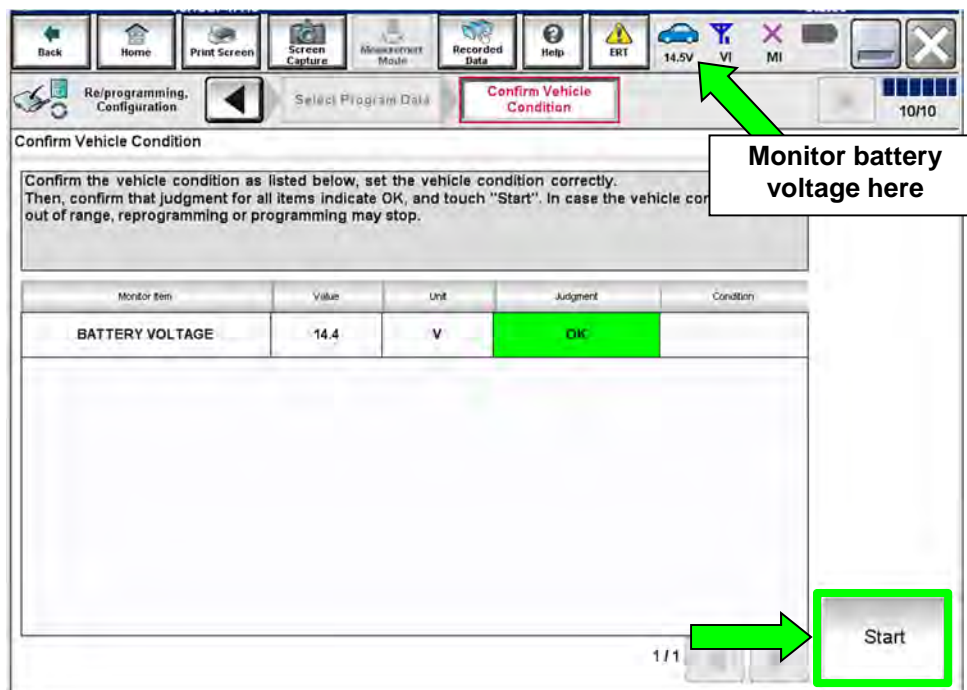 Back
Home
Print Screen
Screen
Capture
Measurement
Mode
Recorded
Data
Help
ERT
14.5V
VI
MI
Re/programming,
Configuration
Select Program Data
Confirm Vehicle
Condition
10/10
Confirm Vehicle Condition
Monitor battery
voltage here
Confirm the vehicle condition as listed below, set the vehicle condition correctly.
Then, confirm that judgment for all items indicate OK, and touch "Start". In case the vehicle
out of range, reprogramming or programming may stop.
Monitor Item Value Unit Judgment Condition
BATTERY VOLTAGE 14.4 V OK
1/1
Start